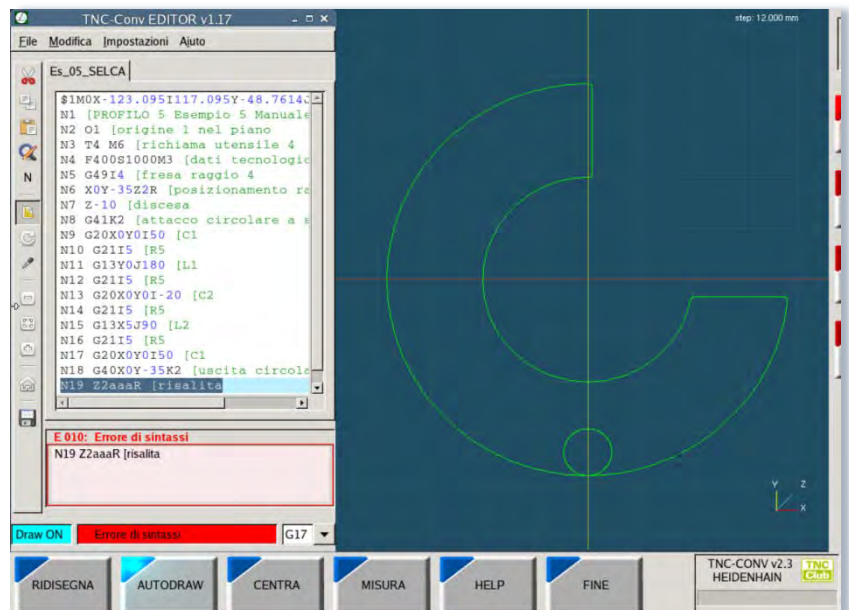 TNC-Conv EDITOR v1.17
step: 12.000 mm
File Modifica Impostazioni Aiuto
Es_05_SELCA
$1M0X-123.095I117.095Y-48.7614J
N1 [PROFILO 5 Esempio 5 Manuale
N2 O1 [origine 1 nel piano
N3 T4 M6 [richiama utensile 4
N4 F400S1000M3 [dati tecnologic
N5 G49I4 [fresa raggio 4
N6 X0Y-35Z2R [posizionamento ra
N7 Z-10 [discesa
N8 G41K2 [attacco circolare a s
N9 G20X0Y0I50 [C1
N10 G21I5 [R5
N11 G13Y0J180 [L1
N12 G21I5 [R5
N13 G20X0Y0I-20 [C2
N14 G21I5 [R5
N15 G13X5J90 [L2
N16 G21I5 [R5
N17 G20X0Y0I50 [C1
N18 G40X0Y-35K2 [uscita circola
N19 Z2aaaR [risalita
N
E 010: Errore di sintassi
N19 Z2aaaR [risalita
Draw ON Errore di sintassi G17
Y Z
X
RIDISEGNA AUTODRAW CENTRA MISURA HELP FINE
TNC-CONV v2.3
HEIDENHAIN
TNC
Club